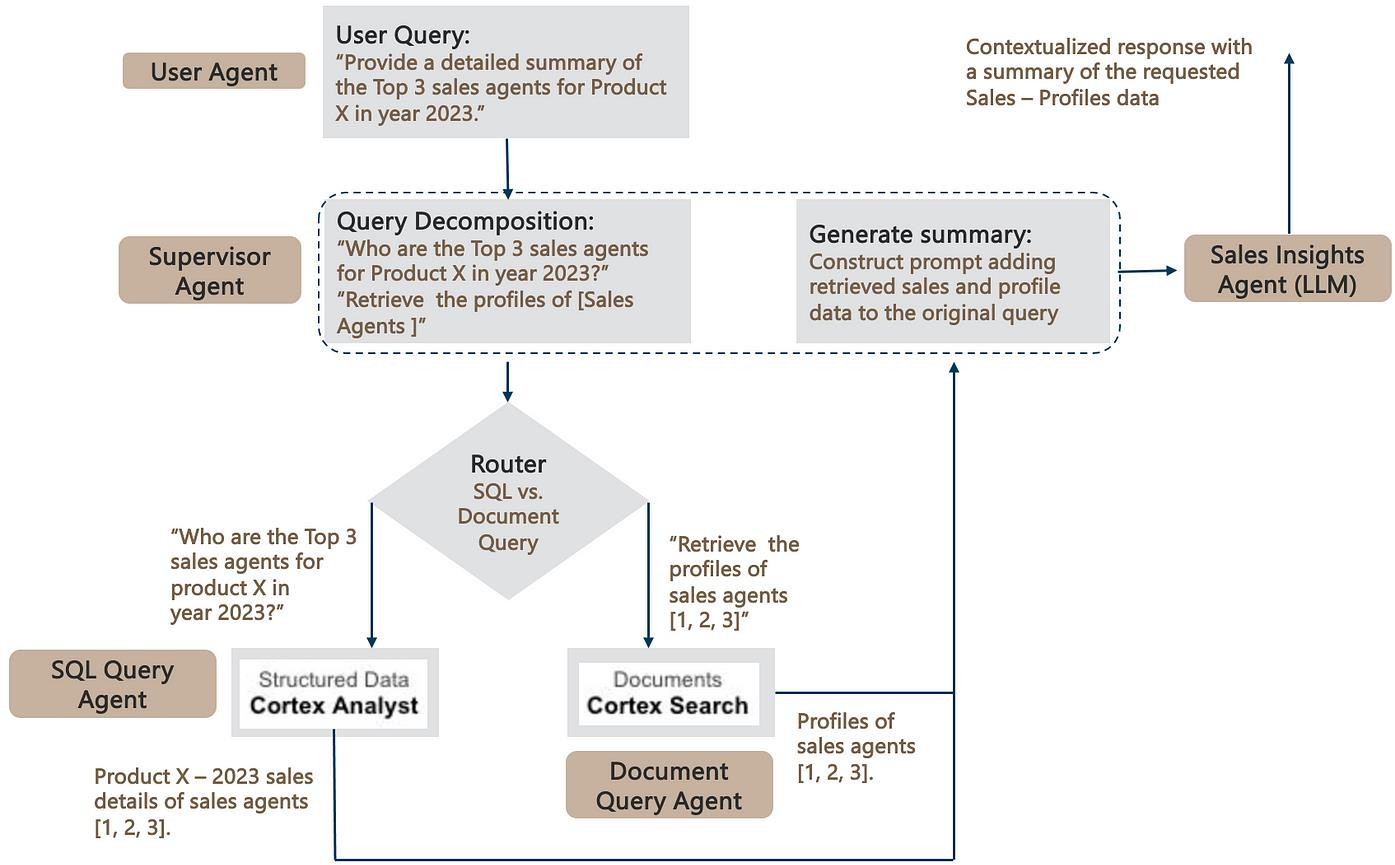 User Agent
User Query:
“Provide a detailed summary of
the Top 3 sales agents for Product
X in year 2023.”
Contextualized response with
a summary of the requested
Sales – Profiles data
Supervisor
Agent
Query Decomposition:
“Who are the Top 3 sales agents
for Product X in year 2023?”
“Retrieve  the profiles of [Sales
Agents ]”
Generate summary:
Construct prompt adding
retrieved sales and profile
data to the original query
Sales Insights
Agent (LLM)
Router
SQL vs.
Document
Query
“Who are the Top 3
sales agents for
product X in
year 2023?”
“Retrieve  the
profiles of
sales agents
[1, 2, 3]”
SQL Query
Agent
Structured Data
Cortex Analyst
Documents
Cortex Search
Document
Query Agent
Profiles of
sales agents
[1, 2, 3].
Product X – 2023 sales
details of sales agents
[1, 2, 3].